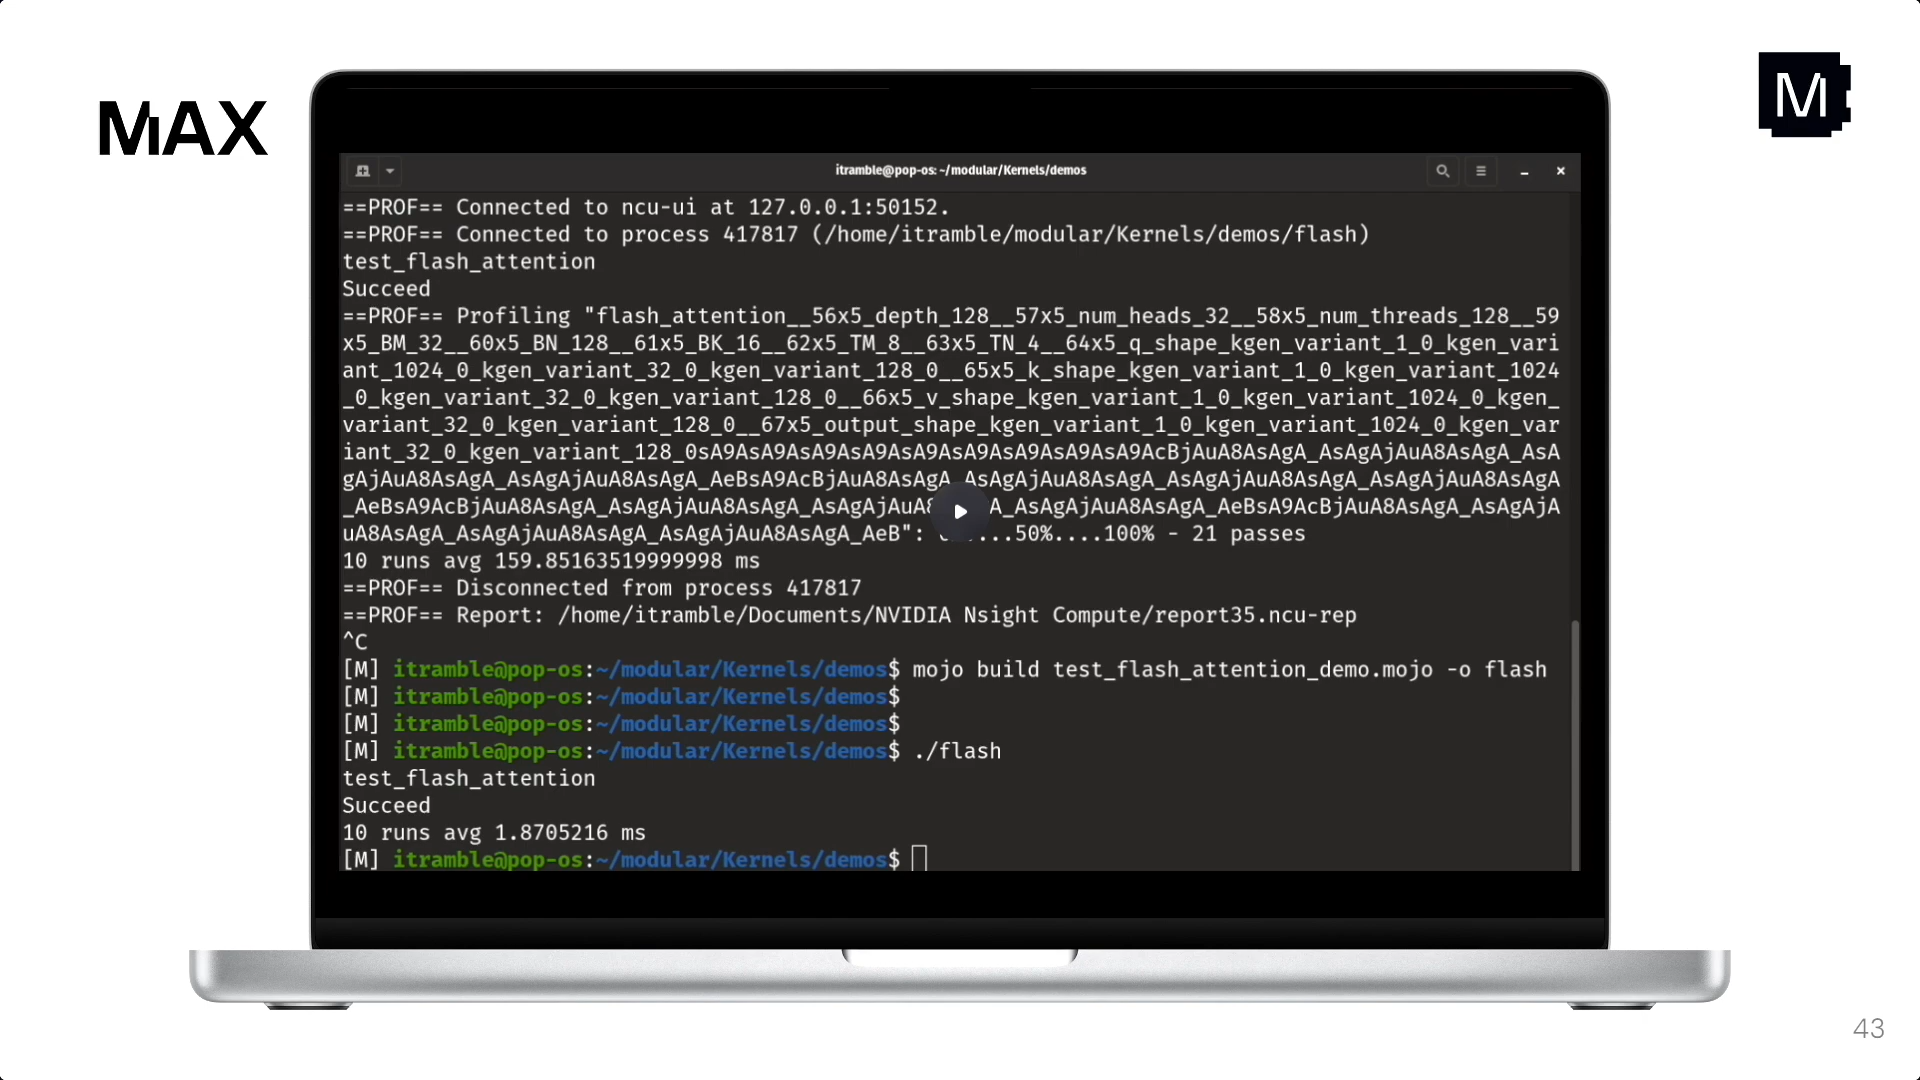 MAX
M
itramble@pop-os: ~/modular/Kernels/demos
==PROF== Connected to ncu-ui at 127.0.0.1:50152.
==PROF== Connected to process 417817 (/home/itramble/modular/Kernels/demos/flash)
test_flash_attention
Succeed
==PROF== Profiling "flash_attention__56x5_depth_128__57x5_num_heads_32__58x5_num_threads_128__59
x5_BM_32__60x5_BN_128__61x5_BK_16__62x5_TM_8__63x5_TN_4__64x5_q_shape_kgen_variant_1_0_kgen_vari
ant_1024_0_kgen_variant_32_0_kgen_variant_128_0__65x5_k_shape_kgen_variant_1_0_kgen_variant_1024
_0_kgen_variant_32_0_kgen_variant_128_0__66x5_v_shape_kgen_variant_1_0_kgen_variant_1024_0_kgen_
variant_32_0_kgen_variant_128_0__67x5_output_shape_kgen_variant_1_0_kgen_variant_1024_0_kgen_var
iant_32_0_kgen_variant_128_0sA9AsA9AsA9AsA9AsA9AsA9AsA9AsA9AsA9AcBjAuA8AsAgA_AsAgAjAuA8AsAgA_AsA
gAjAuA8AsAgA_AsAgAjAuA8AsAgA_AeBsA9AcBjAuA8AsAgA_AsAgAjAuA8AsAgA_AsAgAjAuA8AsAgA_AsAgAjAuA8AsAgA
_AeBsA9AcBjAuA8AsAgA_AsAgAjAuA8AsAgA_AsAgAjAuA A_AsAgAjAuA8AsAgA_AeBsA9AcBjAuA8AsAgA_AsAgAjA
uA8AsAgA_AsAgAjAuA8AsAgA_AsAgAjAuA8AsAgA_AeB": ...50%....100% - 21 passes
10 runs avg 159.85163519999998 ms
==PROF== Disconnected from process 417817
==PROF== Report: /home/itramble/Documents/NVIDIA Nsight Compute/report35.ncu-rep
^C
[M] itramble@pop-os:~/modular/Kernels/demos$ mojo build test_flash_attention_demo.mojo -o flash
[M] itramble@pop-os:~/modular/Kernels/demos$
[M] itramble@pop-os:~/modular/Kernels/demos$
[M] itramble@pop-os:~/modular/Kernels/demos$ ./flash
test_flash_attention
Succeed
10 runs avg 1.8705216 ms
[M] itramble@pop-os:~/modular/Kernels/demos$
43